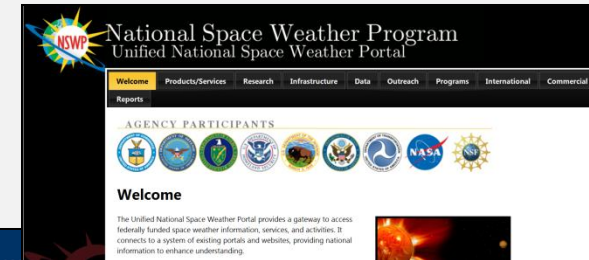 NSWP
National Space Weather Program
Unified National Space Weather Portal
Welcome Products/Services Research Infrastructure Data Outreach Programs International Commercial
Reports
AGENCY PARTICIPANTS
NASA
NSF
Welcome
The Unified National Space Weather Portal provides a gateway to access
federally funded space weather information, services, and activities. It
connects to a system of existing portals and websites, providing national
information to enhance understanding.